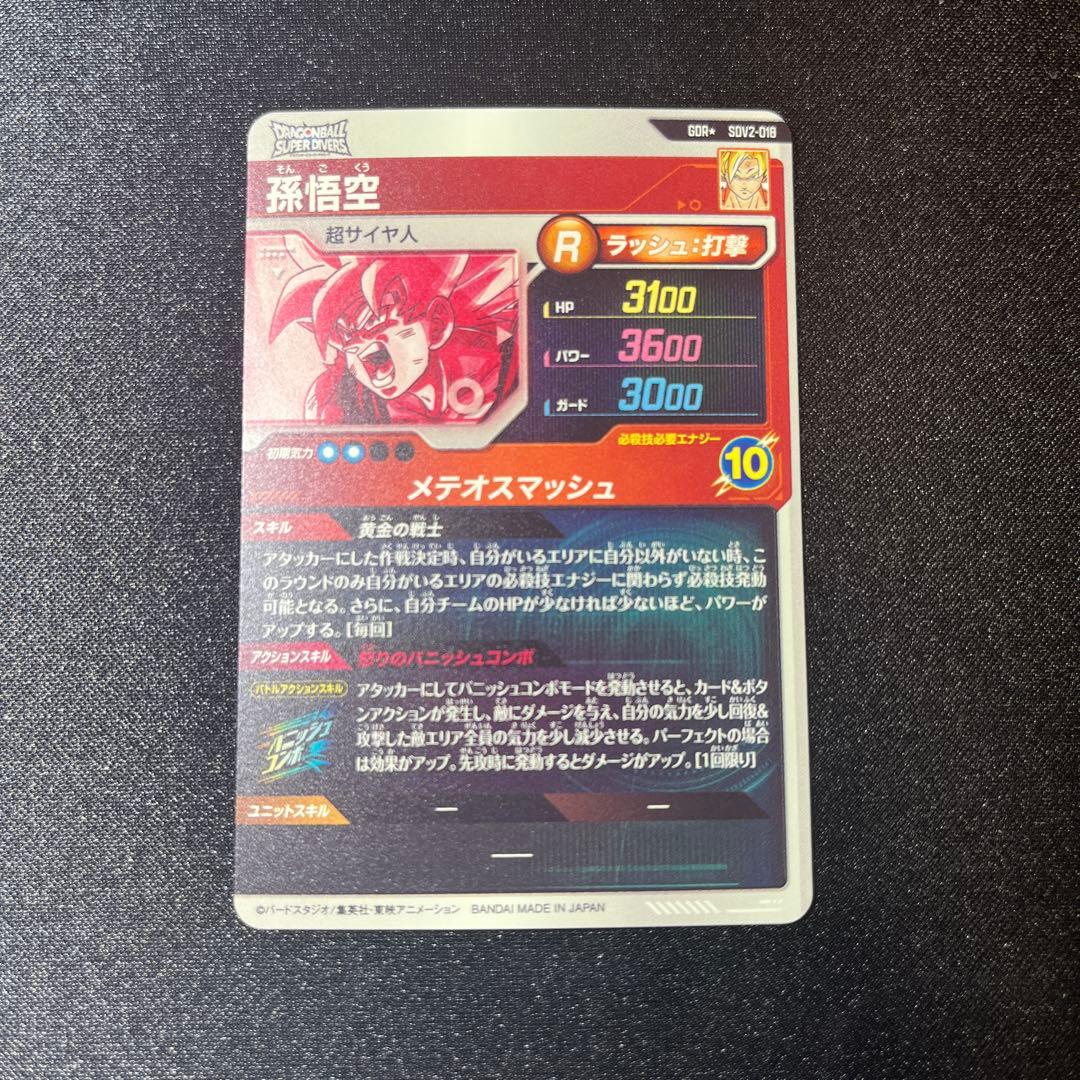 DRAGONBALL
SUPER DIVERS
GDR★ SDV2-018
そん ご くう
孫悟空
超サイヤ人
R ラッシュ:打撃
HP 3100
パワー 3600
ガード 3000
初期気力
必殺技必要エナジー
10
メテオスマッシュ
スキル 黄金の戦士
アタッカーにした作戦決定時、自分がいるエリアに自分以外がいない時、こ
のラウンドのみ自分がいるエリアの必殺技エナジーに関わらず必殺技発動
可能となる。さらに、自分チームのHPが少なければ少ないほど、パワーが
アップする。[毎回]
アクションスキル 怒りのバニッシュコンボ
バトルアクションスキル
バニッシュ
コンボ
アタッカーにしてバニッシュコンボモードを発動させると、カード&ボタ
ンアクションが発生し、敵にダメージを与え、自分の気力を少し回復&
攻撃した敵エリア全員の気力を少し減少させる。パーフェクトの場合
は効果がアップ。先攻時に発動するとダメージがアップ。[1回限り]
ユニットスキル ー ー
ー
©バードスタジオ/集英社・東映アニメーション BANDAI MADE IN JAPAN